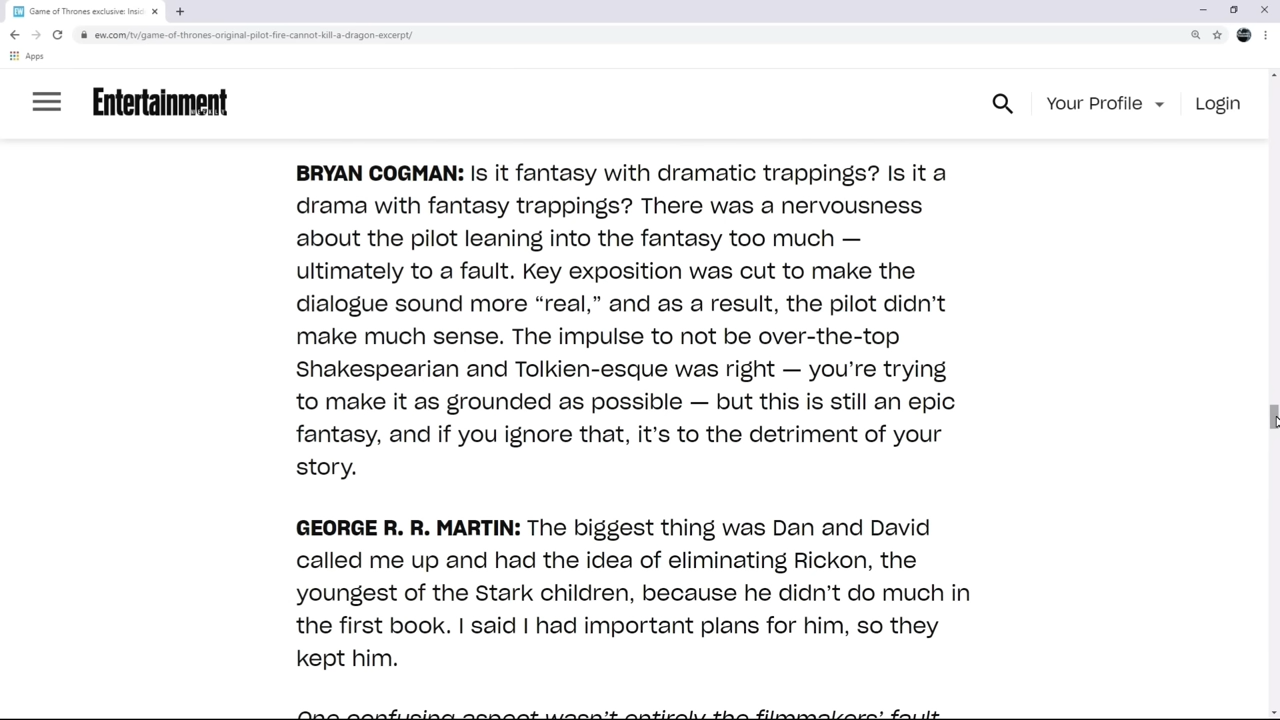 Game of Thrones exclusive: Insid
ew.com/tv/game-of-thrones-original-pilot-fire-cannot-kill-a-dragon-excerpt/
Apps
Entertainment
Your Profile
Login
BRYAN COGMAN: Is it fantasy with dramatic trappings? Is it a
drama with fantasy trappings? There was a nervousness
about the pilot leaning into the fantasy too much —
ultimately to a fault. Key exposition was cut to make the
dialogue sound more “real,” and as a result, the pilot didn’t
make much sense. The impulse to not be over-the-top
Shakespearian and Tolkien-esque was right — you’re trying
to make it as grounded as possible — but this is still an epic
fantasy, and if you ignore that, it’s to the detriment of your
story.
GEORGE R. R. MARTIN: The biggest thing was Dan and David
called me up and had the idea of eliminating Rickon, the
youngest of the Stark children, because he didn’t do much in
the first book. I said I had important plans for him, so they
kept him.
One confusing aspect wasn’t entirely the filmmakers’ fault